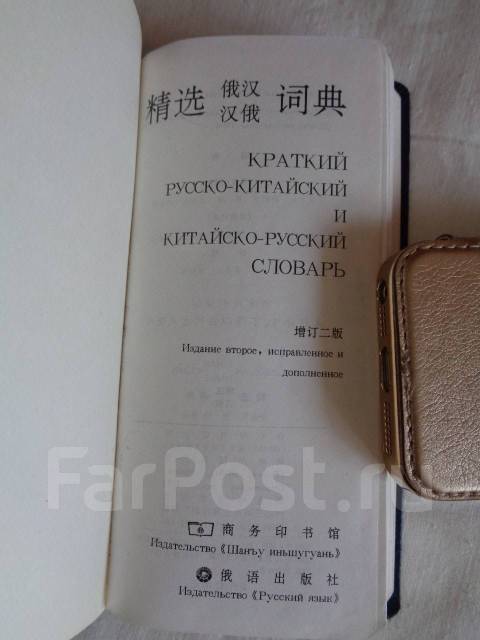 精选 俄汉 词典
汉俄
КРАТКИЙ
РУССКО-КИТАЙСКИЙ
И
КИТАЙСКО-РУССКИЙ
СЛОВАРЬ
增订二版
Издание второе, исправленное и
дополненное
FarPost.ru
商务印书馆
Издательство《Шанъу иньшугуань》
俄语出版社
Издательство《Русский язык》